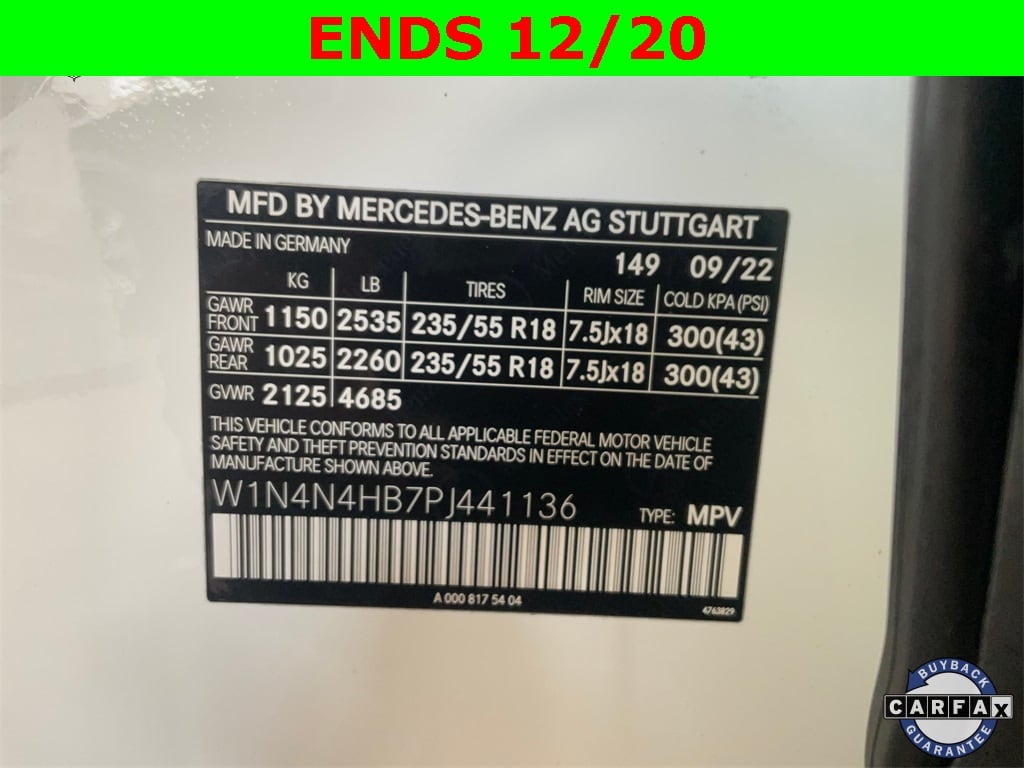 ENDS 12/20
MFD BY MERCEDES-BENZ AG STUTTGART
MADE IN GERMANY
149 09/22
KG LB TIRES RIM SIZE COLD KPA (PSI)
GAWR FRONT 1150 2535 235/55 R18 7.5Jx18 300(43)
GAWR REAR 1025 2260 235/55 R18 7.5Jx18 300(43)
GVWR 2125 4685
THIS VEHICLE CONFORMS TO ALL APPLICABLE FEDERAL MOTOR VEHICLE
SAFETY AND THEFT PREVENTION STANDARDS IN EFFECT ON THE DATE OF
MANUFACTURE SHOWN ABOVE.
W1N4N4HB7PJ441136 TYPE: MPV
A 000 817 54 04
4763829
BUYBACK
CARFAX
GUARANTEE